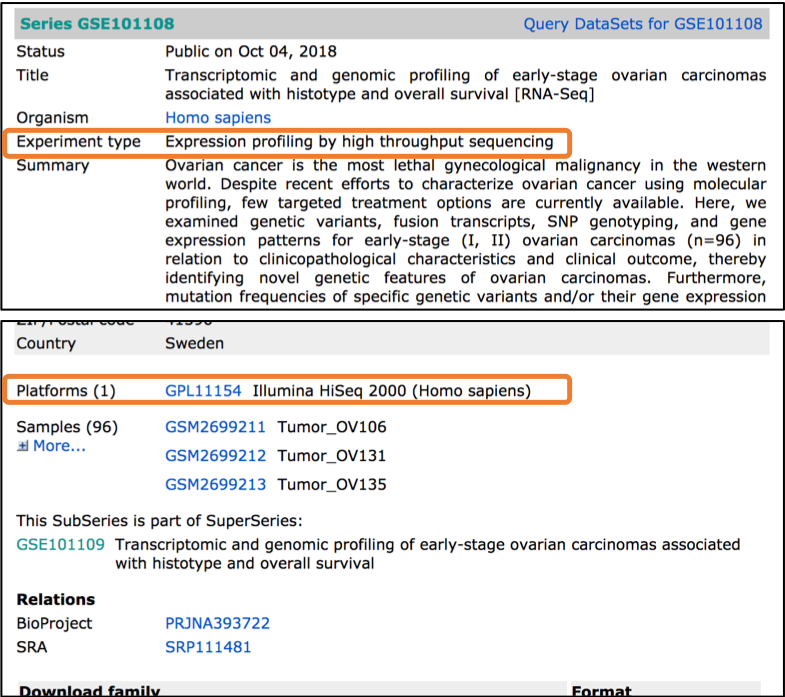 Series GSE101108 Query DataSets for GSE101108
Status Public on Oct 04, 2018
Title Transcriptomic and genomic profiling of early-stage ovarian carcinomas
associated with histotype and overall survival [RNA-Seq]
Organism Homo sapiens
Experiment type Expression profiling by high throughput sequencing
Summary Ovarian cancer is the most lethal gynecological malignancy in the western
world. Despite recent efforts to characterize ovarian cancer using molecular
profiling, few targeted treatment options are currently available. Here, we
examined genetic variants, fusion transcripts, SNP genotyping, and gene
expression patterns for early-stage (I, II) ovarian carcinomas (n=96) in
relation to clinicopathological characteristics and clinical outcome, thereby
identifying novel genetic features of ovarian carcinomas. Furthermore,
mutation frequencies of specific genetic variants and/or their gene expression
Country Sweden
Platforms (1) GPL11154 Illumina HiSeq 2000 (Homo sapiens)
Samples (96) GSM2699211 Tumor_OV106
More...
GSM2699212 Tumor_OV131
GSM2699213 Tumor_OV135
This SubSeries is part of SuperSeries:
GSE101109 Transcriptomic and genomic profiling of early-stage ovarian carcinomas associated
with histotype and overall survival
Relations
BioProject PRJNA393722
SRA SRP111481
Download family Format